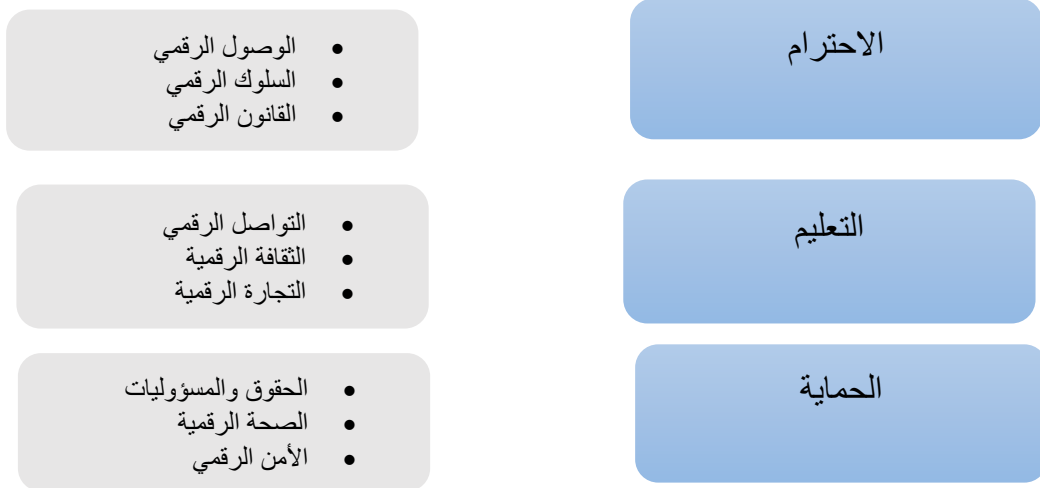 الاحترام
• الوصول الرقمي
• السلوك الرقمي
• القانون الرقمي
التعليم
• التواصل الرقمي
• الثقافة الرقمية
• التجارة الرقمية
الحماية
• الحقوق والمسؤوليات
• الصحة الرقمية
• الأمن الرقمي